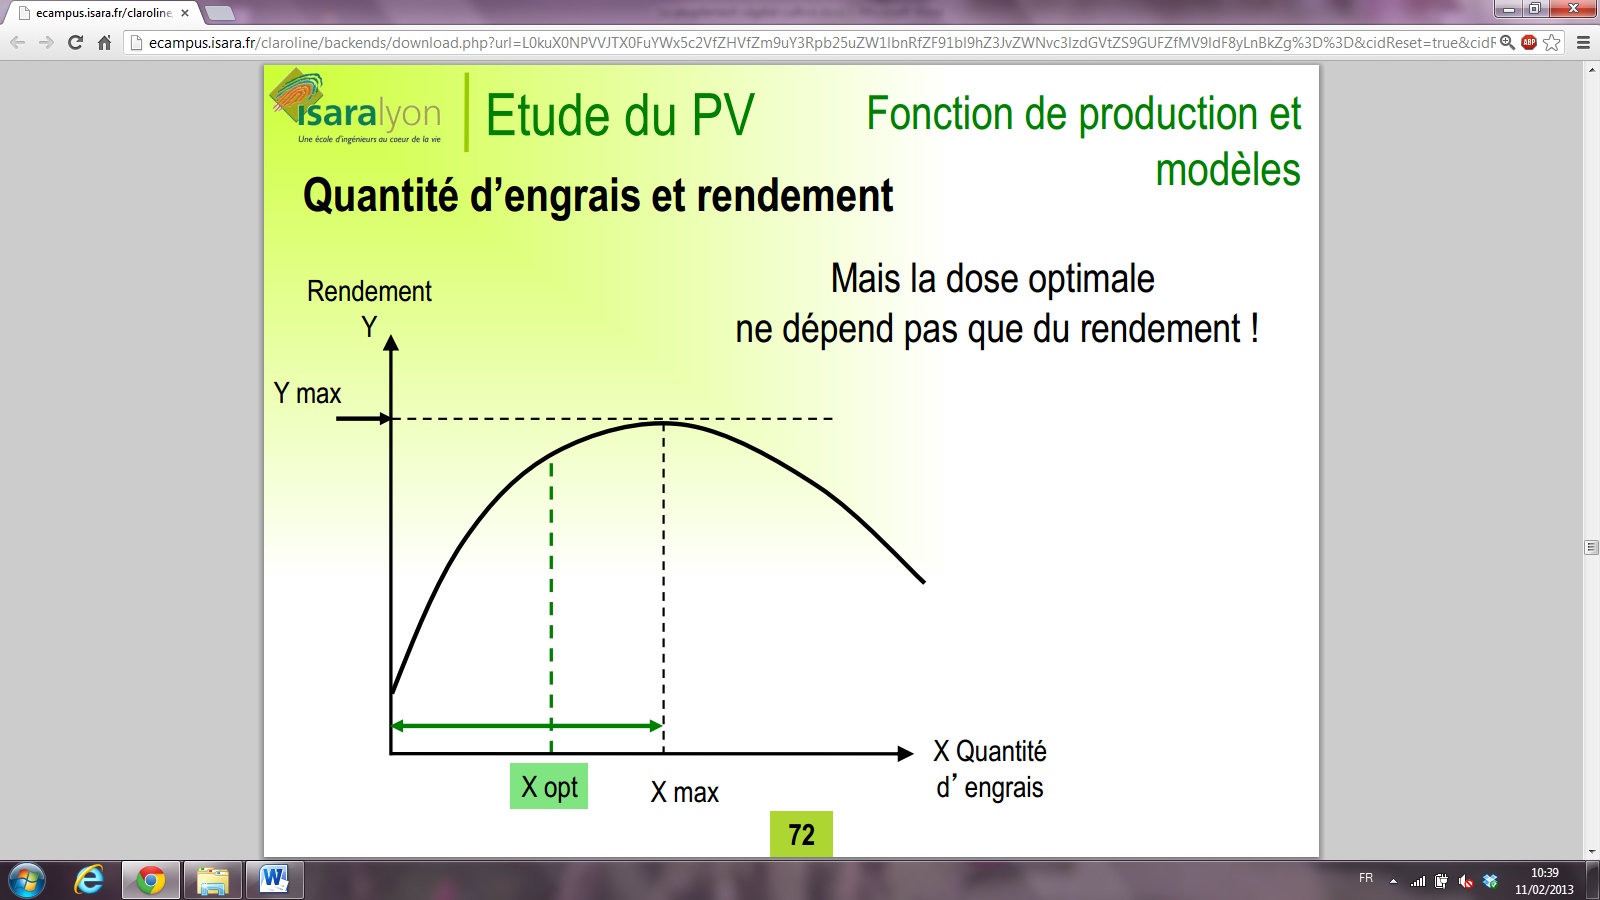 ecampus.isara.fr/claroline
ecampus.isara.fr/claroline/backends/download.php?url=L0kuX0NPVVJTX0FuYWx5c2VfZHVfZm9uY3Rpb25uZW1lbnRfZF91bl9hZ3JvZWNvc3lzdGVtZS9GUFZfMV9ldF8yLnBkZg%3D%3D&cidReset=true&cidR
ABP
isaralyon
Une école d'ingénieurs au coeur de la vie
Etude du PV
Fonction de production et
modèles
Quantité d’engrais et rendement
Mais la dose optimale
ne dépend pas que du rendement !
Rendement
Y
Y max
X Quantité
d’ engrais
X opt
X max
72
FR
10:39
11/02/2013